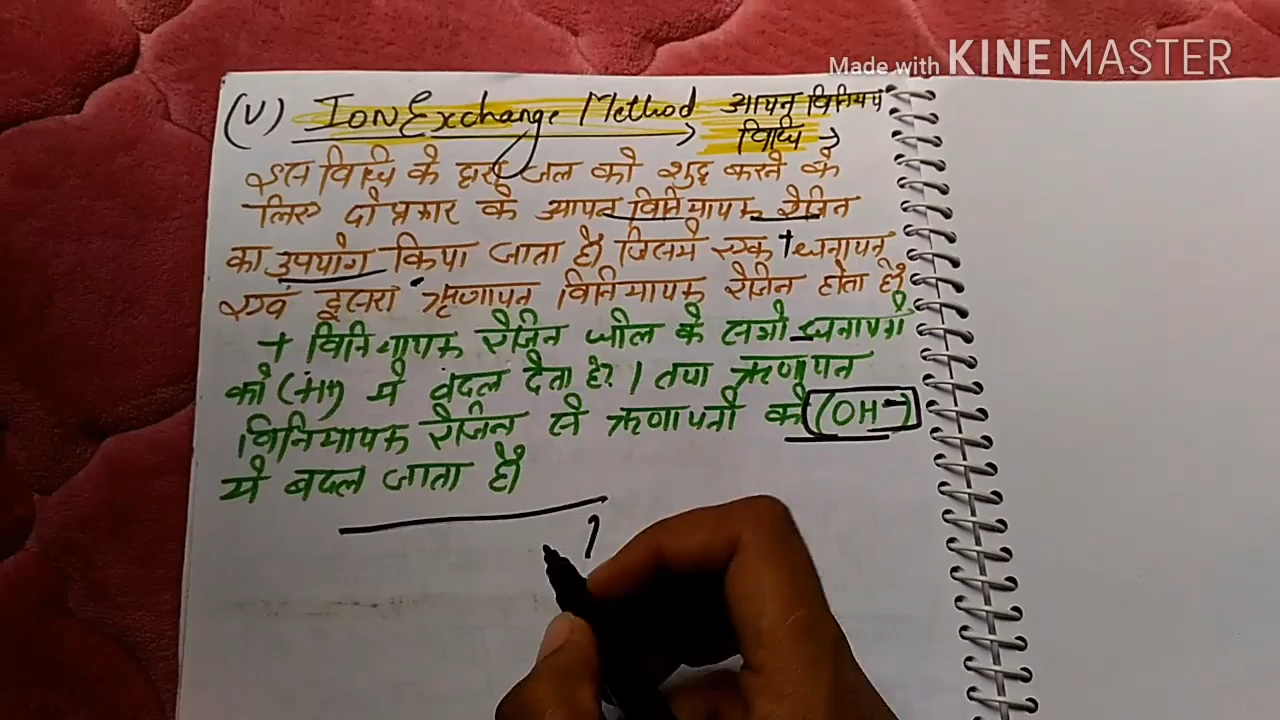 Made with KINEMASTER
(V) Ion Exchange Method आयन विनिमय
विधि →
इस विधि के द्वारा जल को शुद्ध करने के
लिए दो प्रकार के आयन विनिमायक रेजिन
का उपयोग किया जाता है। जिसमे एक + धनायन
एवं दूसरा - ऋणायन विनिमायक रेजिन होता है।
+ विनिमायक रेजिन घोल के सभी धनायनों
को (H+) मे बदल देता है। तथा ऋणायन
विनिमायक रेजिन से ऋणायनो को (OH-)
मे बदल जाता है।